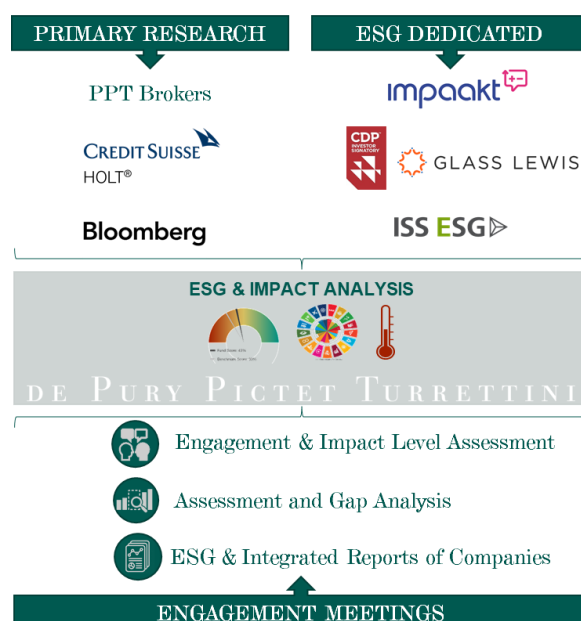 PRIMARY RESEARCH
ESG DEDICATED
PPT Brokers
ımpaakt
CREDIT SUISSE
HOLT®
CDP
INVESTOR
SIGNATORY
GLASS LEWIS
Bloomberg
ISS ESG
ESG & IMPACT ANALYSIS
DE PURY PICTET TURRETTINI
Engagement & Impact Level Assessment
Assessment and Gap Analysis
ESG & Integrated Reports of Companies
ENGAGEMENT MEETINGS